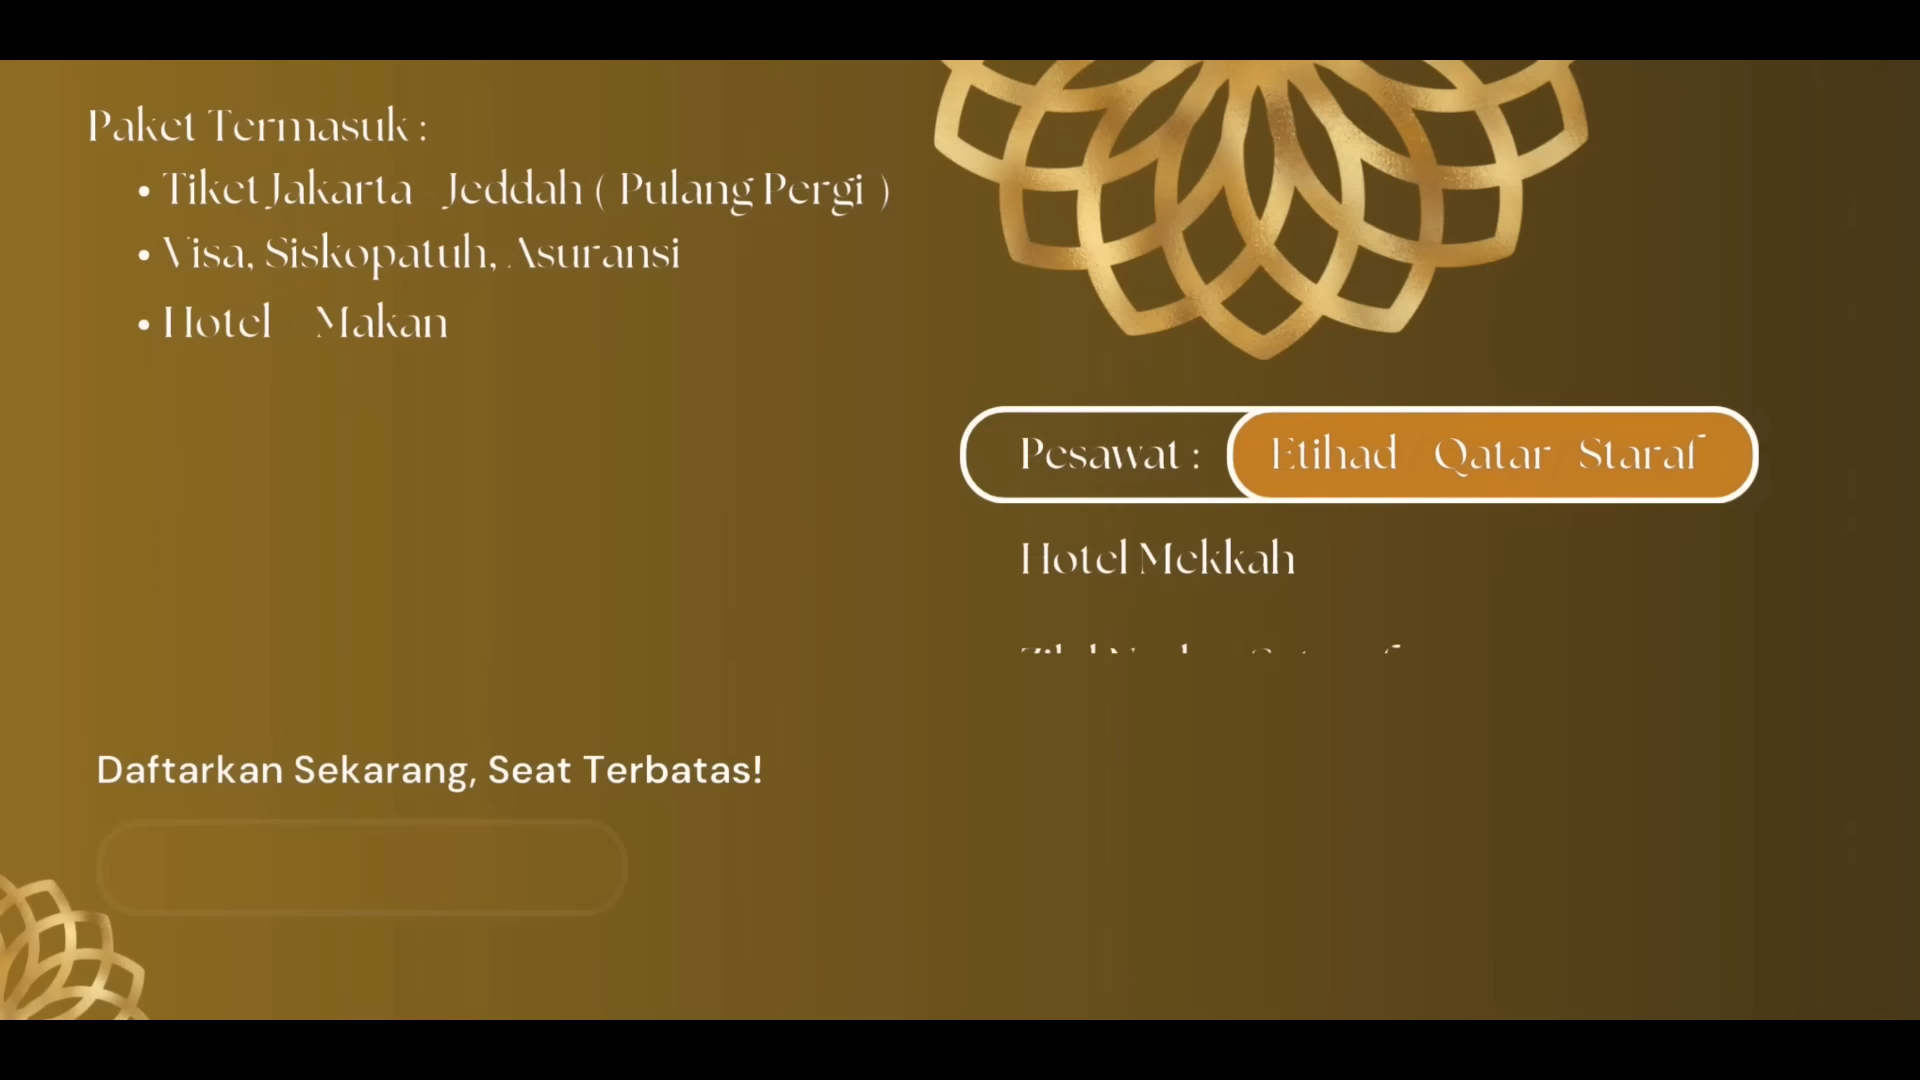 Paket Termasuk :
• Tiket Jakarta - Jeddah ( Pulang Pergi )
• Visa, Siskopatuh, Asuransi
• Hotel - Makan
Pesawat : Etihad / Qatar / Staraf
Hotel Mekkah
Daftarkan Sekarang, Seat Terbatas!